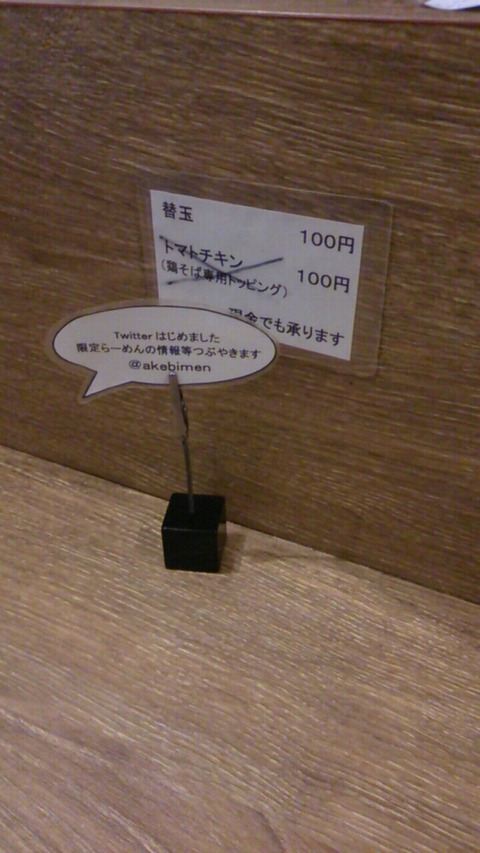 替玉
100円
トマトチキン
100円
(鶏そば専用トッピング)
現金でも承ります
Twitter はじめました
限定らーめんの情報等つぶやきます
@akebimen